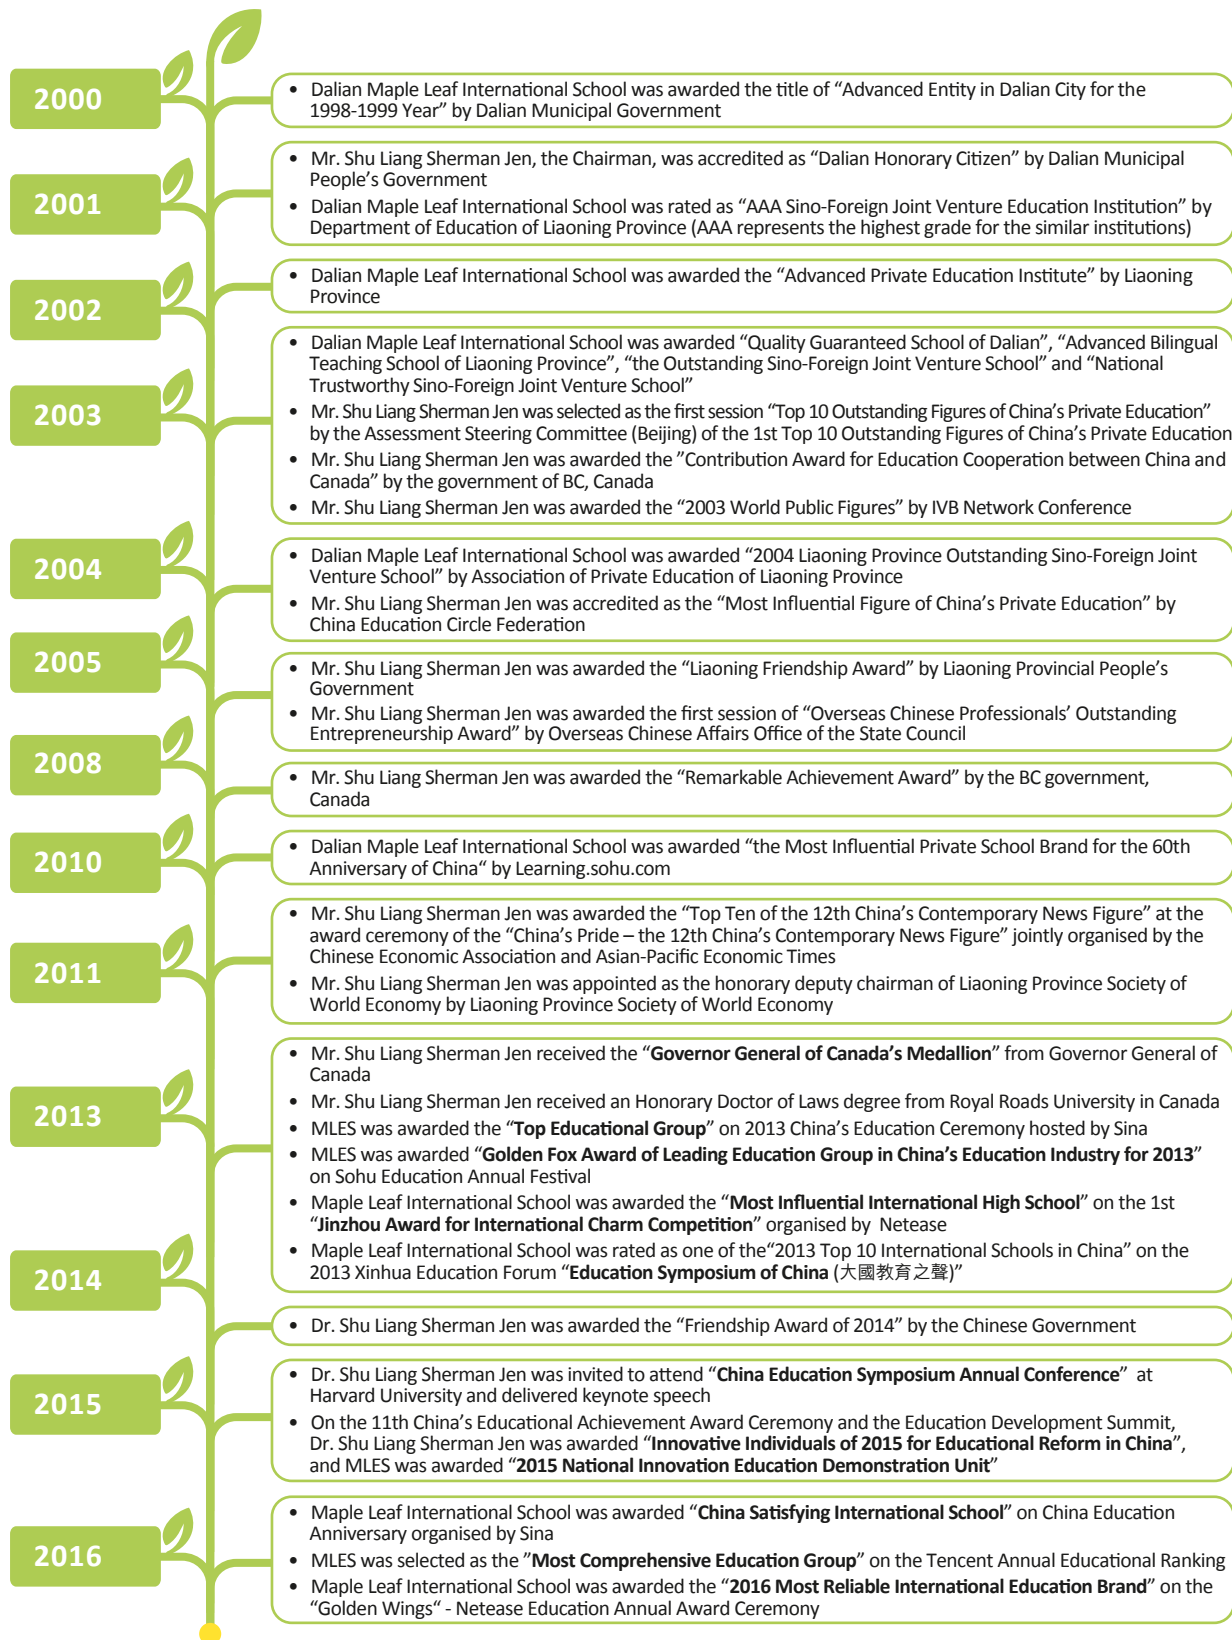 2000
• Dalian Maple Leaf International School was awarded the title of “Advanced Entity in Dalian City for the
1998-1999 Year” by Dalian Municipal Government
2001
• Mr. Shu Liang Sherman Jen, the Chairman, was accredited as “Dalian Honorary Citizen” by Dalian Municipal
People’s Government
• Dalian Maple Leaf International School was rated as “AAA Sino-Foreign Joint Venture Education Institution” by
Department of Education of Liaoning Province (AAA represents the highest grade for the similar institutions)
2002
• Dalian Maple Leaf International School was awarded the “Advanced Private Education Institute” by Liaoning
Province
2003
• Dalian Maple Leaf International School was awarded “Quality Guaranteed School of Dalian”, “Advanced Bilingual
Teaching School of Liaoning Province”, “the Outstanding Sino-Foreign Joint Venture School” and “National
Trustworthy Sino-Foreign Joint Venture School”
• Mr. Shu Liang Sherman Jen was selected as the first session “Top 10 Outstanding Figures of China’s Private Education”
by the Assessment Steering Committee (Beijing) of the 1st Top 10 Outstanding Figures of China’s Private Education
• Mr. Shu Liang Sherman Jen was awarded the ”Contribution Award for Education Cooperation between China and
Canada” by the government of BC, Canada
• Mr. Shu Liang Sherman Jen was awarded the “2003 World Public Figures” by IVB Network Conference
2004
• Dalian Maple Leaf International School was awarded “2004 Liaoning Province Outstanding Sino-Foreign Joint
Venture School” by Association of Private Education of Liaoning Province
• Mr. Shu Liang Sherman Jen was accredited as the “Most Influential Figure of China’s Private Education” by
China Education Circle Federation
2005
• Mr. Shu Liang Sherman Jen was awarded the “Liaoning Friendship Award” by Liaoning Provincial People’s
Government
• Mr. Shu Liang Sherman Jen was awarded the first session of “Overseas Chinese Professionals’ Outstanding
Entrepreneurship Award” by Overseas Chinese Affairs Office of the State Council
2008
• Mr. Shu Liang Sherman Jen was awarded the “Remarkable Achievement Award” by the BC government,
Canada
2010
• Dalian Maple Leaf International School was awarded “the Most Influential Private School Brand for the 60th
Anniversary of China“ by Learning.sohu.com
2011
• Mr. Shu Liang Sherman Jen was awarded the “Top Ten of the 12th China’s Contemporary News Figure” at the
award ceremony of the “China’s Pride – the 12th China’s Contemporary News Figure” jointly organised by the
Chinese Economic Association and Asian-Pacific Economic Times
• Mr. Shu Liang Sherman Jen was appointed as the honorary deputy chairman of Liaoning Province Society of
World Economy by Liaoning Province Society of World Economy
2013
• Mr. Shu Liang Sherman Jen received the “Governor General of Canada’s Medallion” from Governor General of
Canada
• Mr. Shu Liang Sherman Jen received an Honorary Doctor of Laws degree from Royal Roads University in Canada
• MLES was awarded the “Top Educational Group” on 2013 China’s Education Ceremony hosted by Sina
• MLES was awarded “Golden Fox Award of Leading Education Group in China’s Education Industry for 2013”
on Sohu Education Annual Festival
• Maple Leaf International School was awarded the “Most Influential International High School” on the 1st
“Jinzhou Award for International Charm Competition” organised by Netease
• Maple Leaf International School was rated as one of the“2013 Top 10 International Schools in China” on the
2013 Xinhua Education Forum “Education Symposium of China (大國教育之聲)”
2014
• Dr. Shu Liang Sherman Jen was awarded the “Friendship Award of 2014” by the Chinese Government
2015
• Dr. Shu Liang Sherman Jen was invited to attend “China Education Symposium Annual Conference” at
Harvard University and delivered keynote speech
• On the 11th China’s Educational Achievement Award Ceremony and the Education Development Summit,
Dr. Shu Liang Sherman Jen was awarded “Innovative Individuals of 2015 for Educational Reform in China”,
and MLES was awarded “2015 National Innovation Education Demonstration Unit”
2016
• Maple Leaf International School was awarded “China Satisfying International School” on China Education
Anniversary organised by Sina
• MLES was selected as the ”Most Comprehensive Education Group” on the Tencent Annual Educational Ranking
• Maple Leaf International School was awarded the “2016 Most Reliable International Education Brand” on the
“Golden Wings“ - Netease Education Annual Award Ceremony